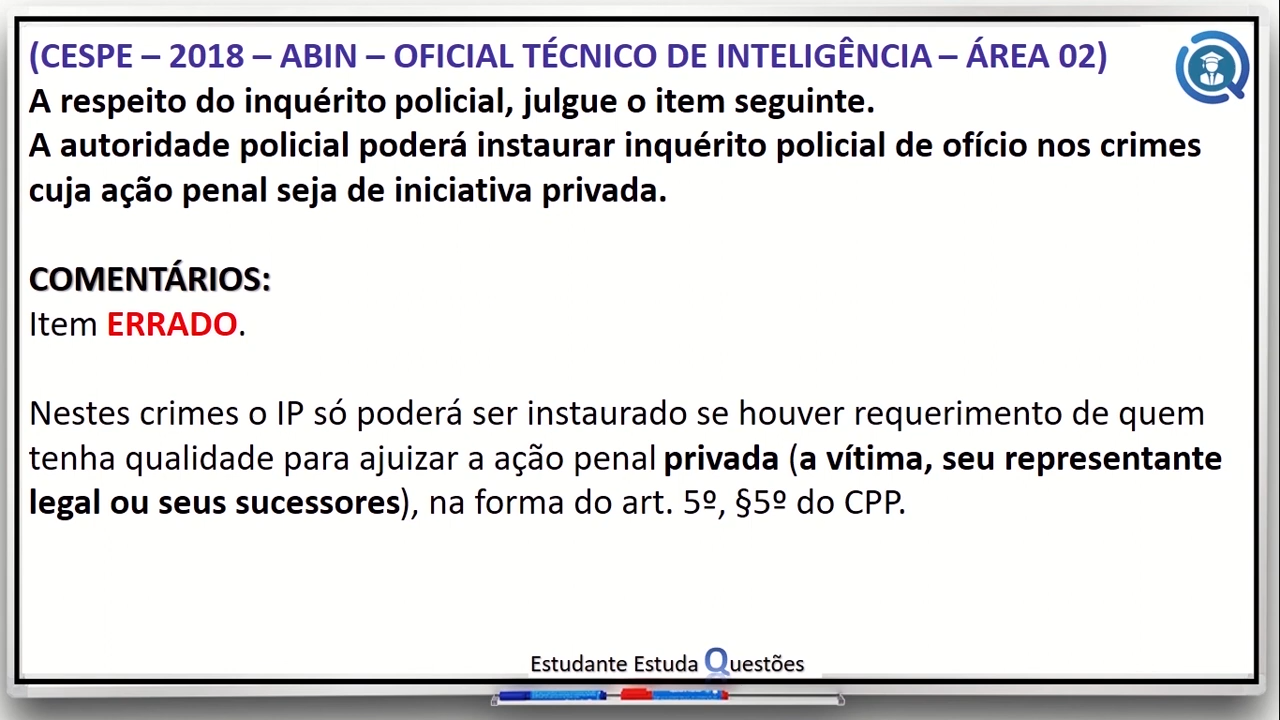 (CESPE – 2018 – ABIN – OFICIAL TÉCNICO DE INTELIGÊNCIA – ÁREA 02)
A respeito do inquérito policial, julgue o item seguinte.
A autoridade policial poderá instaurar inquérito policial de ofício nos crimes
cuja ação penal seja de iniciativa privada.
COMENTÁRIOS:
Item ERRADO.
Nestes crimes o IP só poderá ser instaurado se houver requerimento de quem
tenha qualidade para ajuizar a ação penal privada (a vítima, seu representante
legal ou seus sucessores), na forma do art. 5º, §5º do CPP.
Estudante Estuda Questões